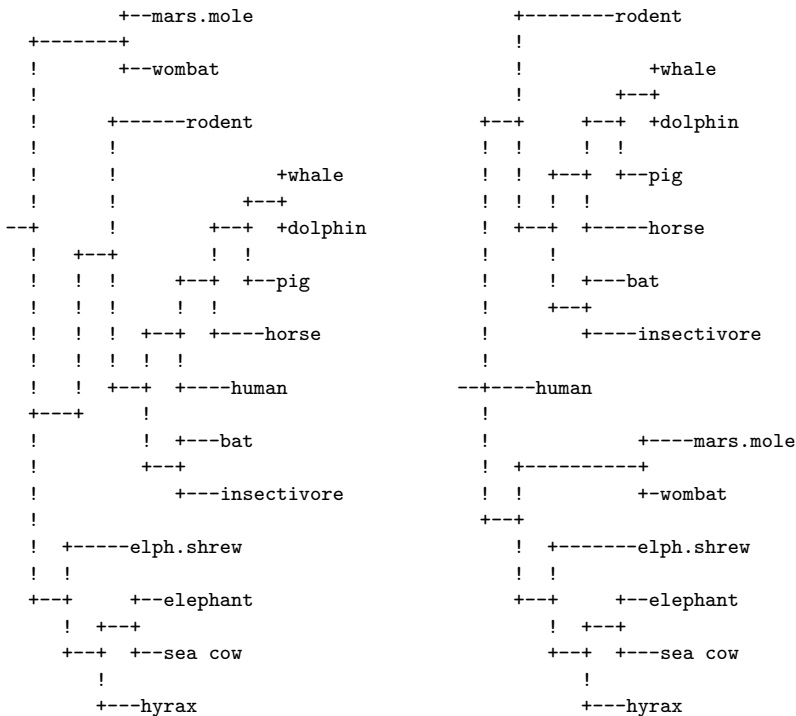 mars.mole
wombat
rodent
whale
dolphin
pig
horse
human
bat
insectivore
elph.shrew
elephant
sea cow
hyrax
rodent
whale
dolphin
pig
horse
bat
insectivore
human
mars.mole
wombat
elph.shrew
elephant
sea cow
hyrax